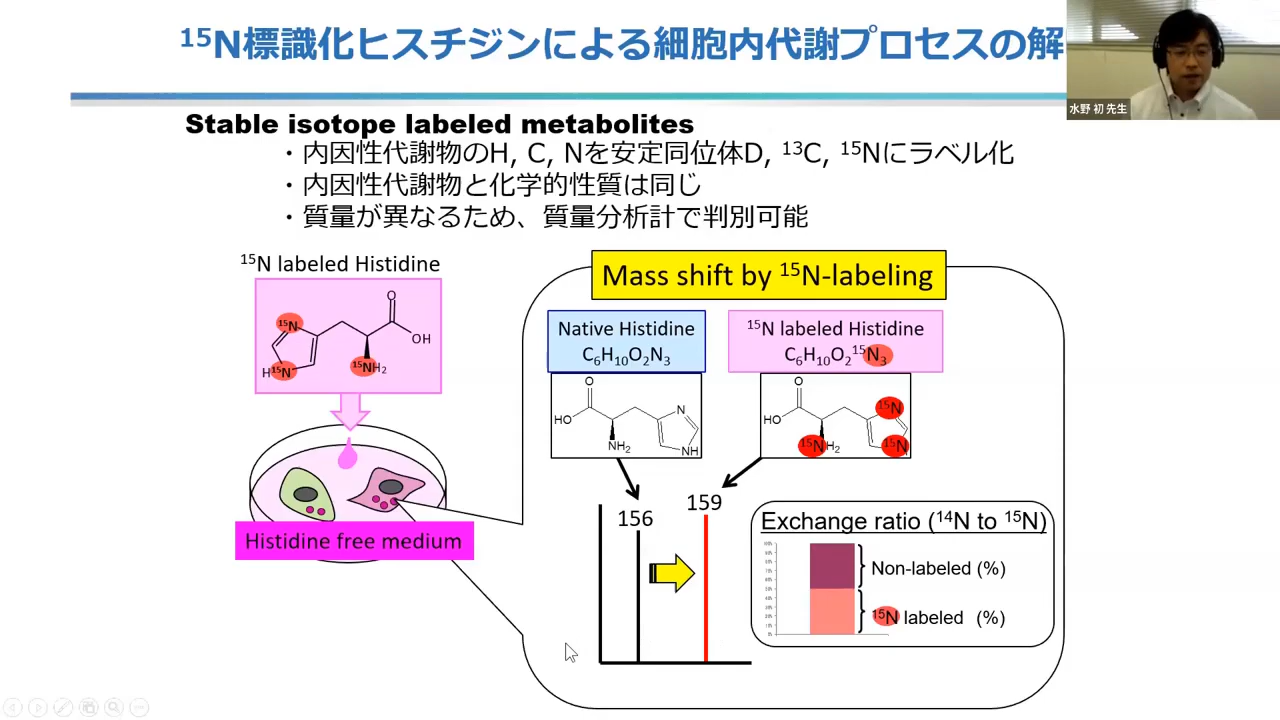 ¹⁵N標識化ヒスチジンによる細胞内代謝プロセスの解
水野 初 先生
Stable isotope labeled metabolites
・内因性代謝物のH, C, Nを安定同位体D, ¹³C, ¹⁵Nにラベル化
・内因性代謝物と化学的性質は同じ
・質量が異なるため、質量分析計で判別可能
¹⁵N labeled Histidine
¹⁵N
O
OH
H¹⁵N
¹⁵NH₂
Histidine free medium
Mass shift by ¹⁵N-labeling
Native Histidine
C₆H₁₀O₂N₃
O
HO
N
NH₂
NH
¹⁵N labeled Histidine
C₆H₁₀O₂¹⁵N₃
O
HO
¹⁵N
¹⁵NH₂
¹⁵N
156
159
Exchange ratio (¹⁴N to ¹⁵N)
Non-labeled (%)
¹⁵N labeled (%)